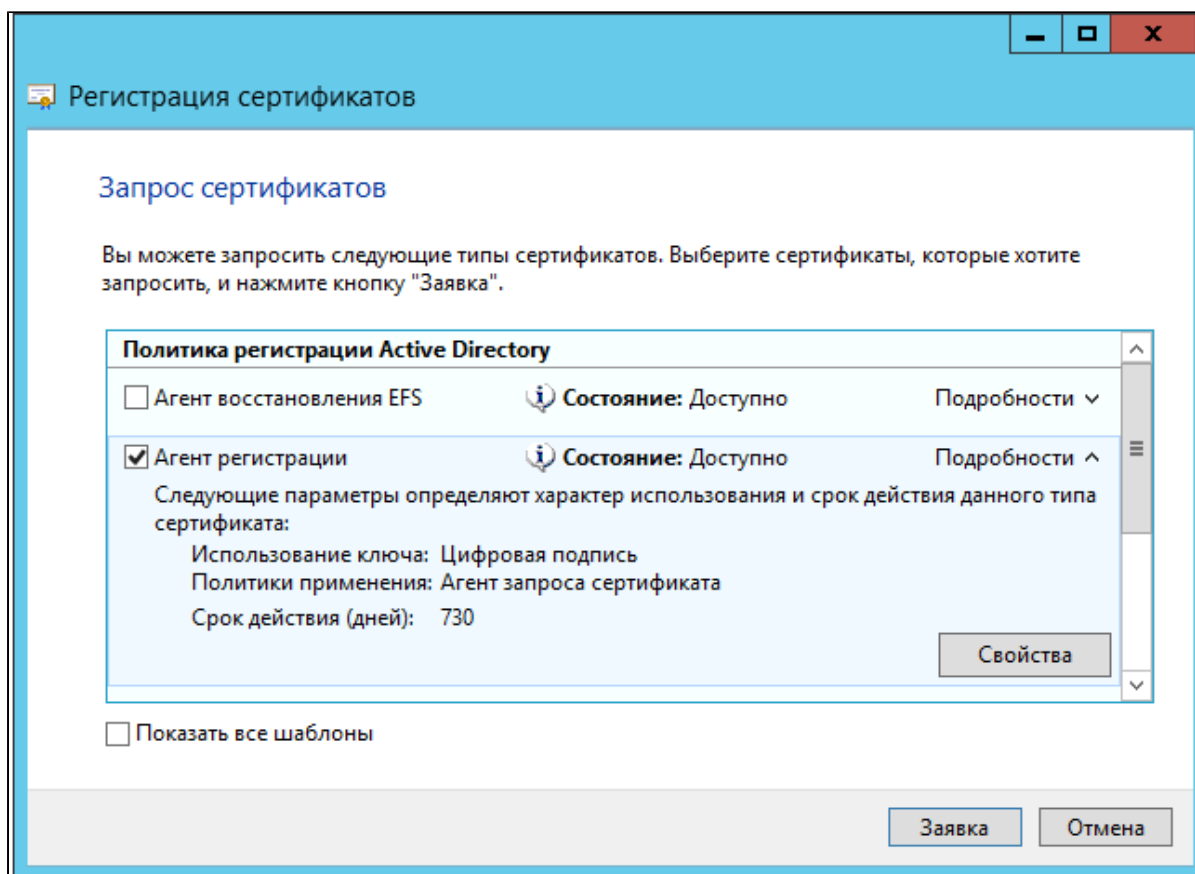 Регистрация сертификатов
Запрос сертификатов
Вы можете запросить следующие типы сертификатов. Выберите сертификаты, которые хотите
запросить, и нажмите кнопку "Заявка".
Политика регистрации Active Directory
Агент восстановления EFS Состояние: Доступно Подробности
Агент регистрации Состояние: Доступно Подробности
Следующие параметры определяют характер использования и срок действия данного типа
сертификата:
Использование ключа: Цифровая подпись
Политики применения: Агент запроса сертификата
Срок действия (дней): 730
Свойства
Показать все шаблоны
Заявка Отмена